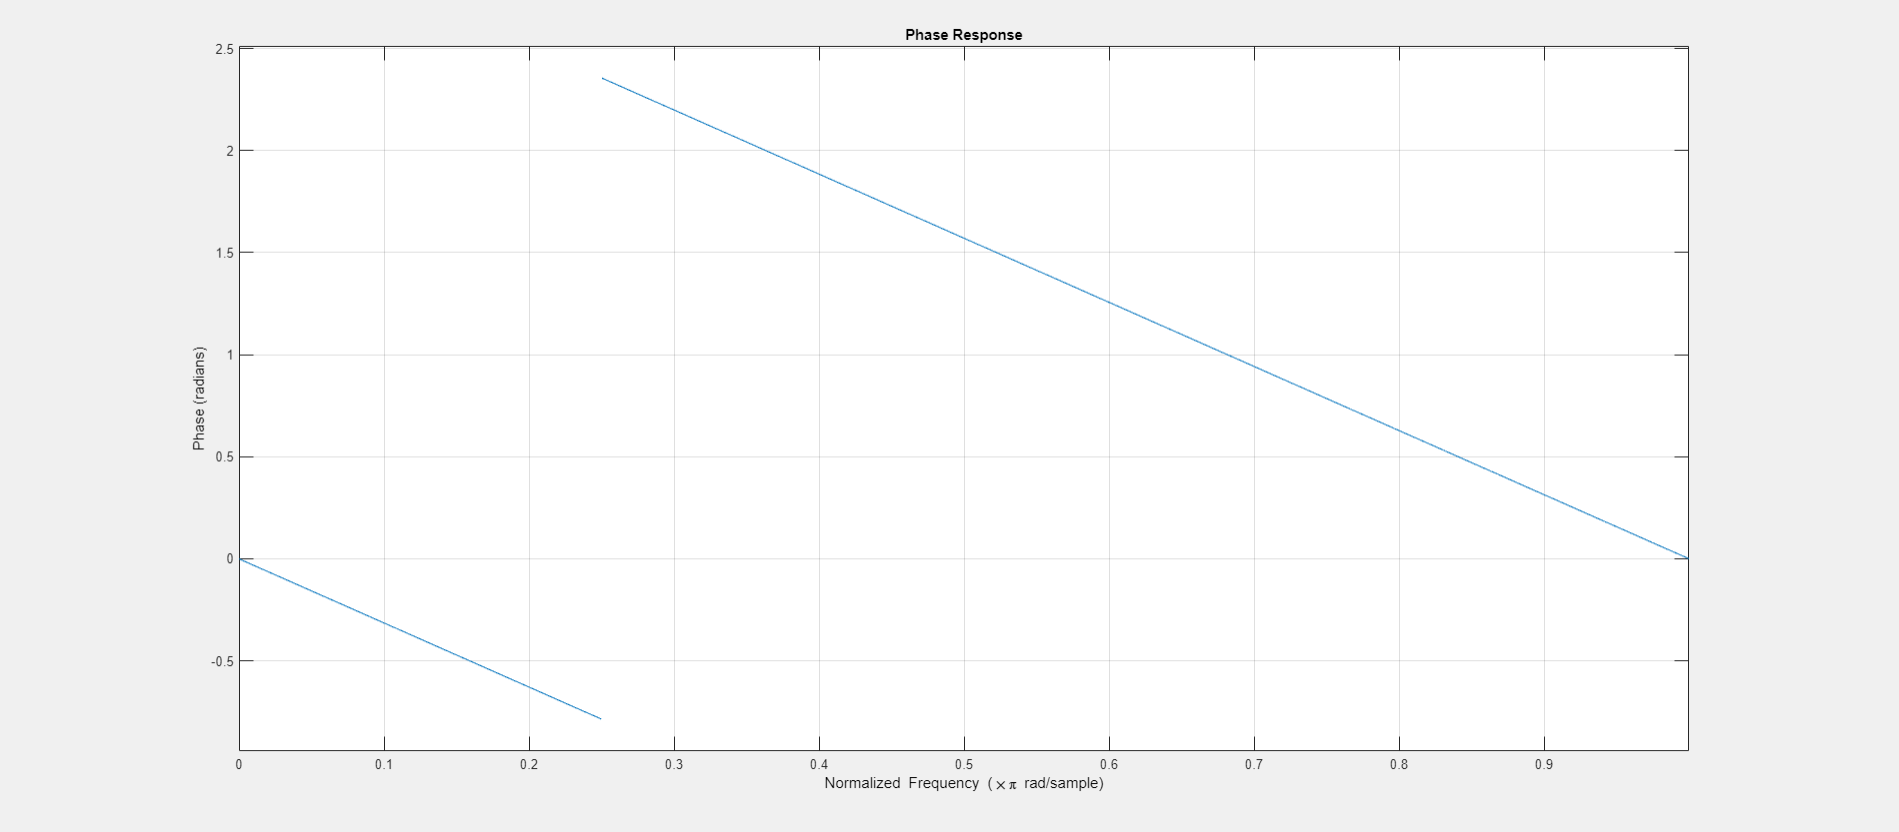 Phase Response
2.5
2
1.5
1
0.5
0
-0.5
Phase (radians)
0 0.1 0.2 0.3 0.4 0.5 0.6 0.7 0.8 0.9
Normalized Frequency (×π rad/sample)